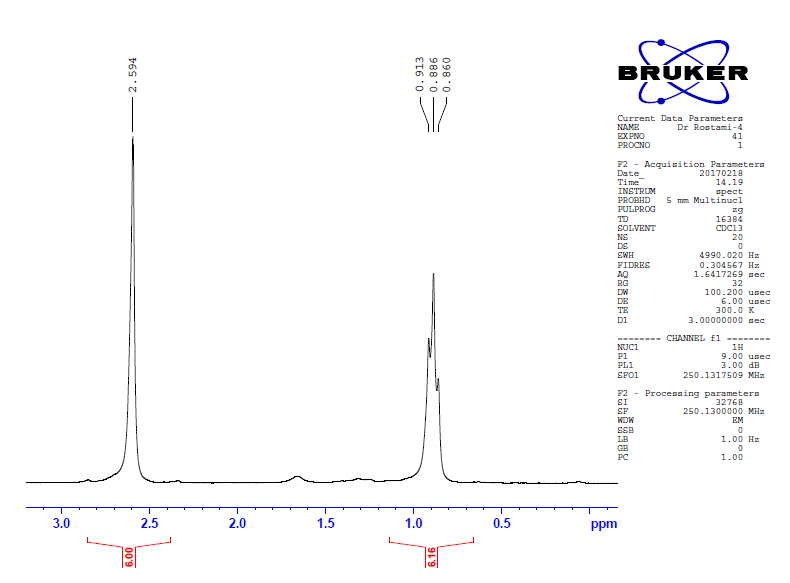 2.594
0.913
0.886
0.860
BRUKER
Current Data Parameters
NAME Dr Rostami-4
EXPNO 41
PROCNO 1
F2 - Acquisition Parameters
Date_ 20170218
Time 14.19
INSTRUM spect
PROBHD 5 mm Multinucl
PULPROG zg
TD 16384
SOLVENT CDCl3
NS 20
DS 0
SWH 4990.020 Hz
FIDRES 0.304567 Hz
AQ 1.6417269 sec
RG 32
DW 100.200 usec
DE 6.00 usec
TE 300.0 K
D1 3.00000000 sec
======== CHANNEL f1 ========
NUC1 1H
P1 9.00 usec
PL1 3.00 dB
SFO1 250.1317509 MHz
F2 - Processing parameters
SI 32768
SF 250.1300000 MHz
WDW EM
SSB 0
LB 1.00 Hz
GB 0
PC 1.00
3.0 2.5 2.0 1.5 1.0 0.5 ppm
6.00
6.16